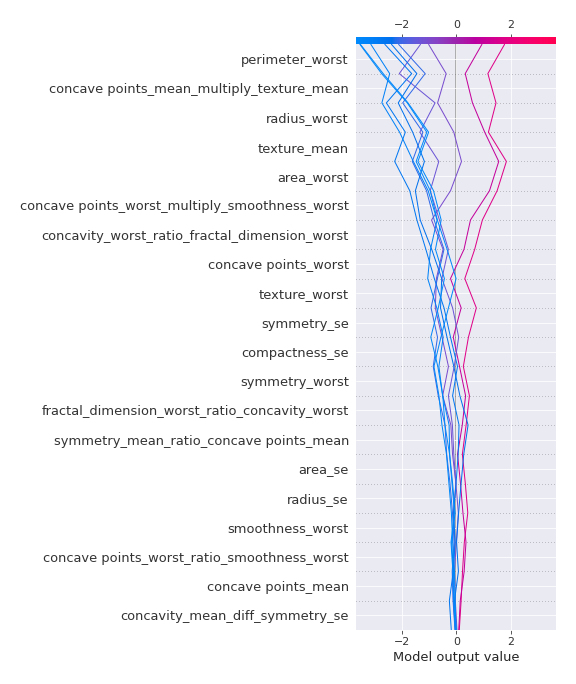 −2 0 2
perimeter_worst
concave points_mean_multiply_texture_mean
radius_worst
texture_mean
area_worst
concave points_worst_multiply_smoothness_worst
concavity_worst_ratio_fractal_dimension_worst
concave points_worst
texture_worst
symmetry_se
compactness_se
symmetry_worst
fractal_dimension_worst_ratio_concavity_worst
symmetry_mean_ratio_concave points_mean
area_se
radius_se
smoothness_worst
concave points_worst_ratio_smoothness_worst
concave points_mean
concavity_mean_diff_symmetry_se
−2 0 2
Model output value